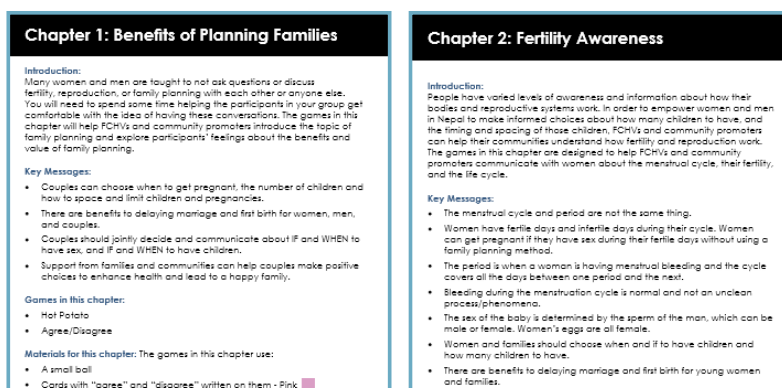 Chapter 1: Benefits of Planning Families
Introduction:
Many women and men are taught to not ask questions or discuss
fertility, reproduction, or family planning with each other or anyone else.
You will need to spend some time helping the participants in your group get
comfortable with the idea of having these conversations. The games in this
chapter will help FCHVs and community promoters introduce the topic of
family planning and explore participants' feelings about the benefits and
value of family planning.
Key Messages:
• Couples can choose when to get pregnant, the number of children and
how to space and limit children and pregnancies.
• There are benefits to delaying marriage and first birth for women, men,
and couples.
• Couples should jointly decide and communicate about IF and WHEN to
have sex, and IF and WHEN to have children.
• Support from families and communities can help couples make positive
choices to enhance health and lead to a happy family.
Games in this chapter:
• Hot Potato
• Agree/Disagree
Materials for this chapter: The games in this chapter use:
• A small ball
• Cards with "agree" and "disagree" written on them - Pink
Chapter 2: Fertility Awareness
Introduction:
People have varied levels of awareness and information about how their
bodies and reproductive systems work. In order to empower women and men
in Nepal to make informed choices about how many children to have, and
the timing and spacing of those children, FCHVs and community promoters
can help their communities understand how fertility and reproduction work.
The games in this chapter are designed to help FCHVs and community
promoters communicate with women about the menstrual cycle, their fertility,
and the life cycle.
Key Messages:
• The menstrual cycle and period are not the same thing.
• Women have fertile days and infertile days during their cycle. Women
can get pregnant if they have sex during their fertile days without using a
family planning method.
• The period is when a woman is having menstrual bleeding and the cycle
covers all the days between one period and the next.
• Bleeding during the menstruation cycle is normal and not an unclean
process/phenomena.
• The sex of the baby is determined by the sperm of the man, which can be
male or female. Women's eggs are all female.
• Women and families should choose when and if to have children and
how many children to have.
• There are benefits to delaying marriage and first birth for young women
and families.